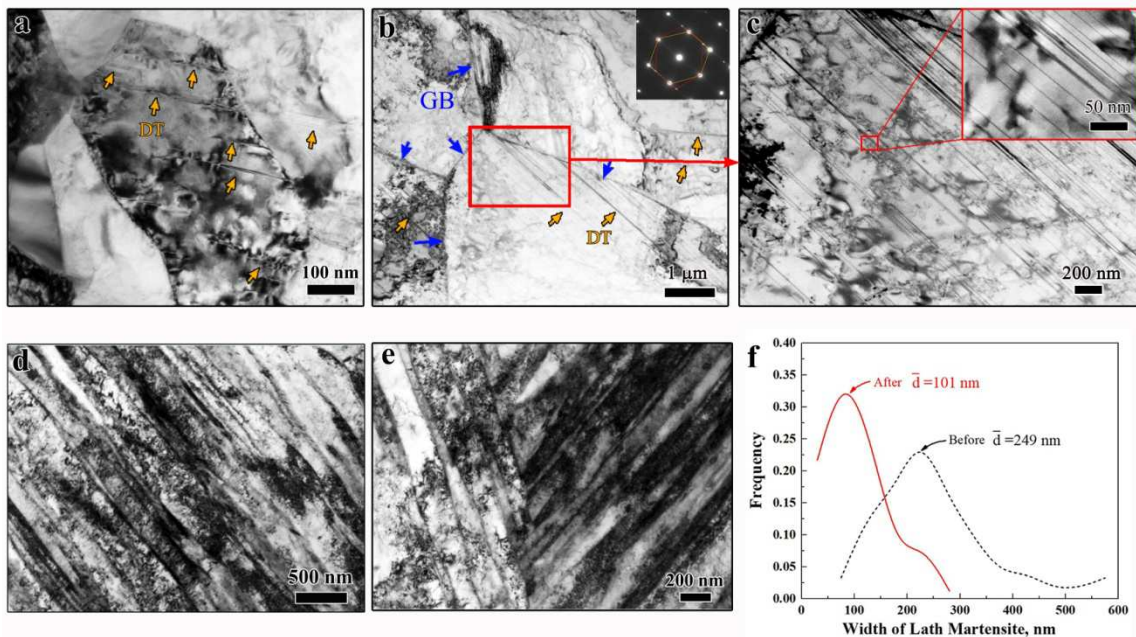 a
DT
100 nm
b
GB
DT
1 μm
c
50 nm
200 nm
d
500 nm
e
200 nm
f
0.40
0.35
0.30
0.25
0.20
0.15
0.10
0.05
0.00
Frequency
After d̄ =101 nm
Before d̄ =249 nm
0 100 200 300 400 500 600
Width of Lath Martensite, nm